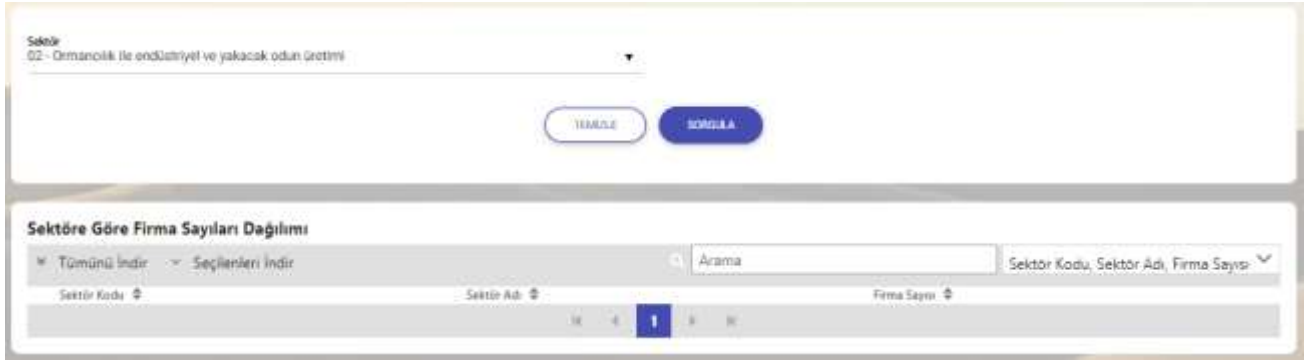 Sektör
02 - Ormancılık ile endüstriyel ve yakacak odun üretimi
TEMİZLE SORGULA
Sektöre Göre Firma Sayıları Dağılımı
Tümünü İndir Seçilenleri İndir Arama Sektör Kodu, Sektör Adı, Firma Sayısı
Sektör Kodu Sektör Adı Firma Sayısı
1